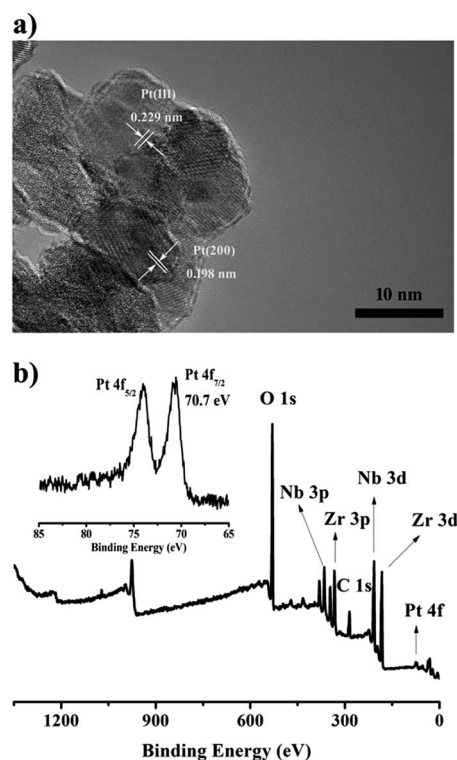 a)
Pt(111)
0.229 nm
Pt(200)
0.198 nm
10 nm
b)
Pt 4f5/2
Pt 4f7/2
70.7 eV
85 80 75 70 65
Binding Energy (eV)
O 1s
Nb 3p
Zr 3p
C 1s
Nb 3d
Zr 3d
Pt 4f
1200 900 600 300 0
Binding Energy (eV)